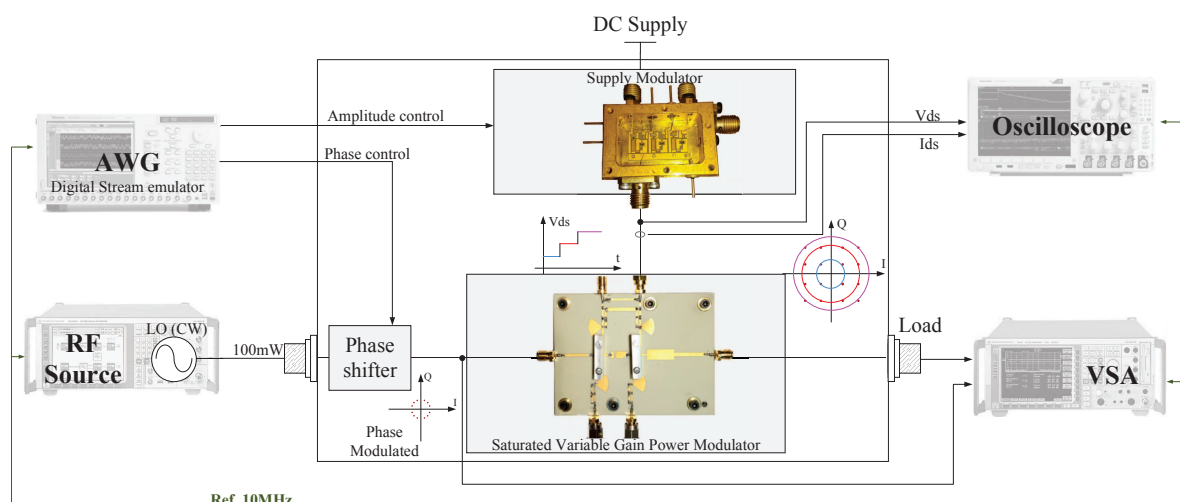 DC Supply
Supply Modulator
Amplitude control
Phase control
AWG
Digital Stream emulator
Vds
Ids
Oscilloscope
Vds
t
Q
I
RF
Source
LO (CW)
100mW
Phase
shifter
Q
I
Phase
Modulated
Saturated Variable Gain Power Modulator
Load
VSA
Ref 10MHz